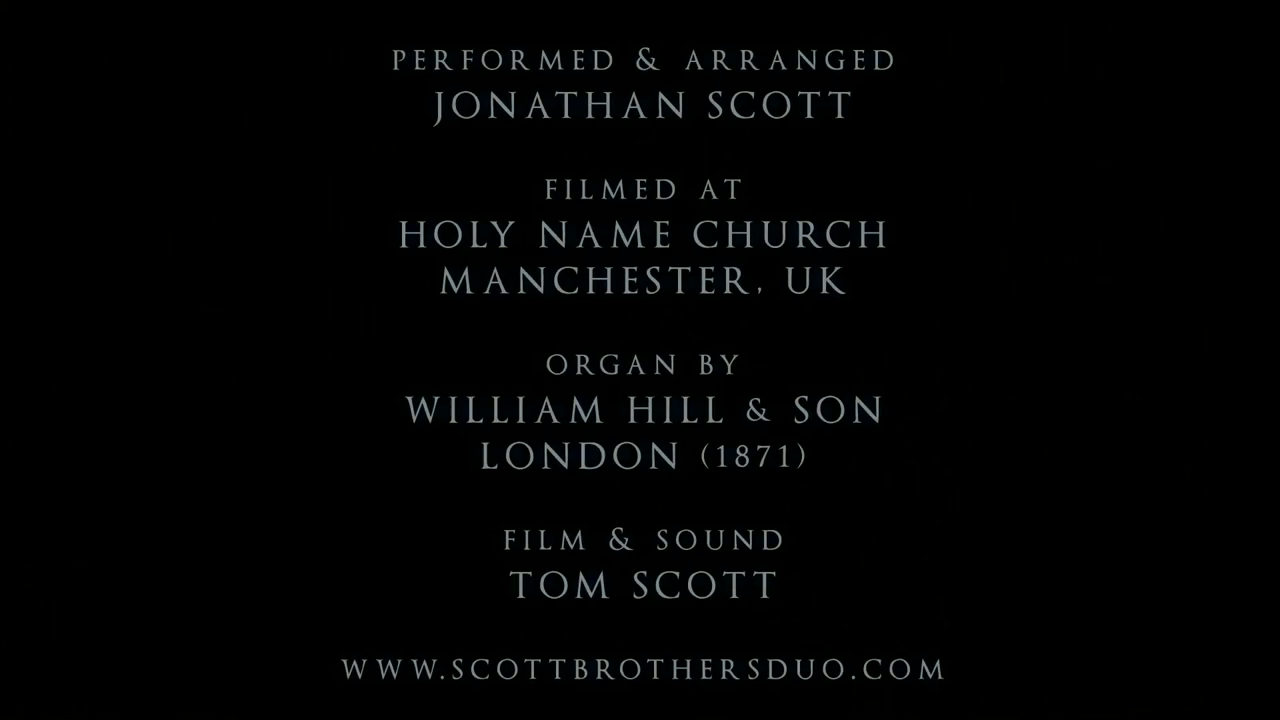 PERFORMED & ARRANGED
JONATHAN SCOTT
FILMED AT
HOLY NAME CHURCH
MANCHESTER, UK
ORGAN BY
WILLIAM HILL & SON
LONDON (1871)
FILM & SOUND
TOM SCOTT
WWW.SCOTTBROTHERSDUO.COM